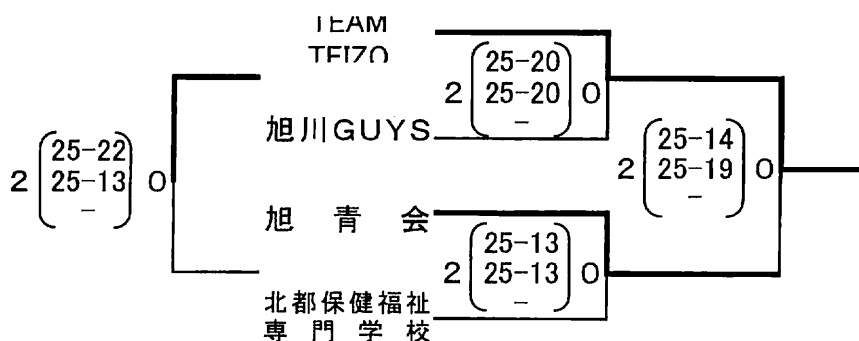 TEAM
TEIZO
2 25-20 0
25-20
-
旭川GUYS
2 25-22 0
25-13
-
2 25-14 0
25-19
-
旭 青 会
2 25-13 0
25-13
-
北都保健福祉
専 門 学 校